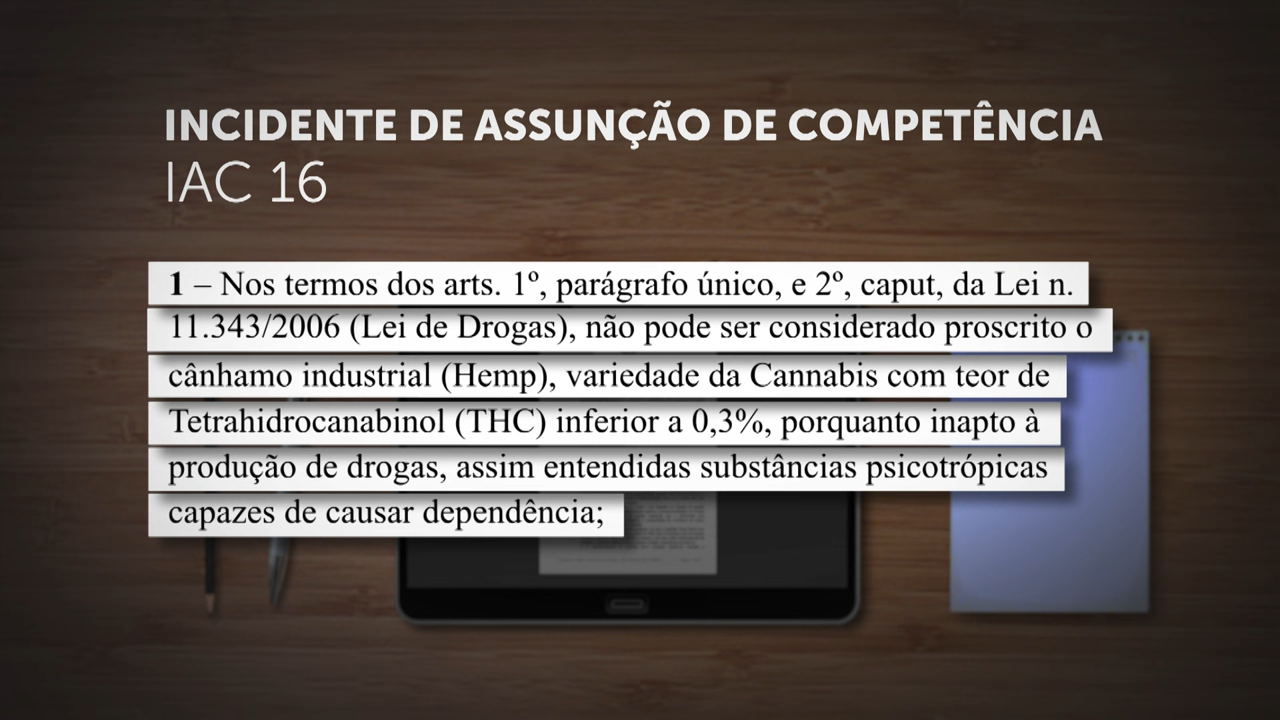 INCIDENTE DE ASSUNÇÃO DE COMPETÊNCIA
IAC 16
1 – Nos termos dos arts. 1º, parágrafo único, e 2º, caput, da Lei n.
11.343/2006 (Lei de Drogas), não pode ser considerado proscrito o
cânhamo industrial (Hemp), variedade da Cannabis com teor de
Tetrahidrocanabinol (THC) inferior a 0,3%, porquanto inapto à
produção de drogas, assim entendidas substâncias psicotrópicas
capazes de causar dependência;